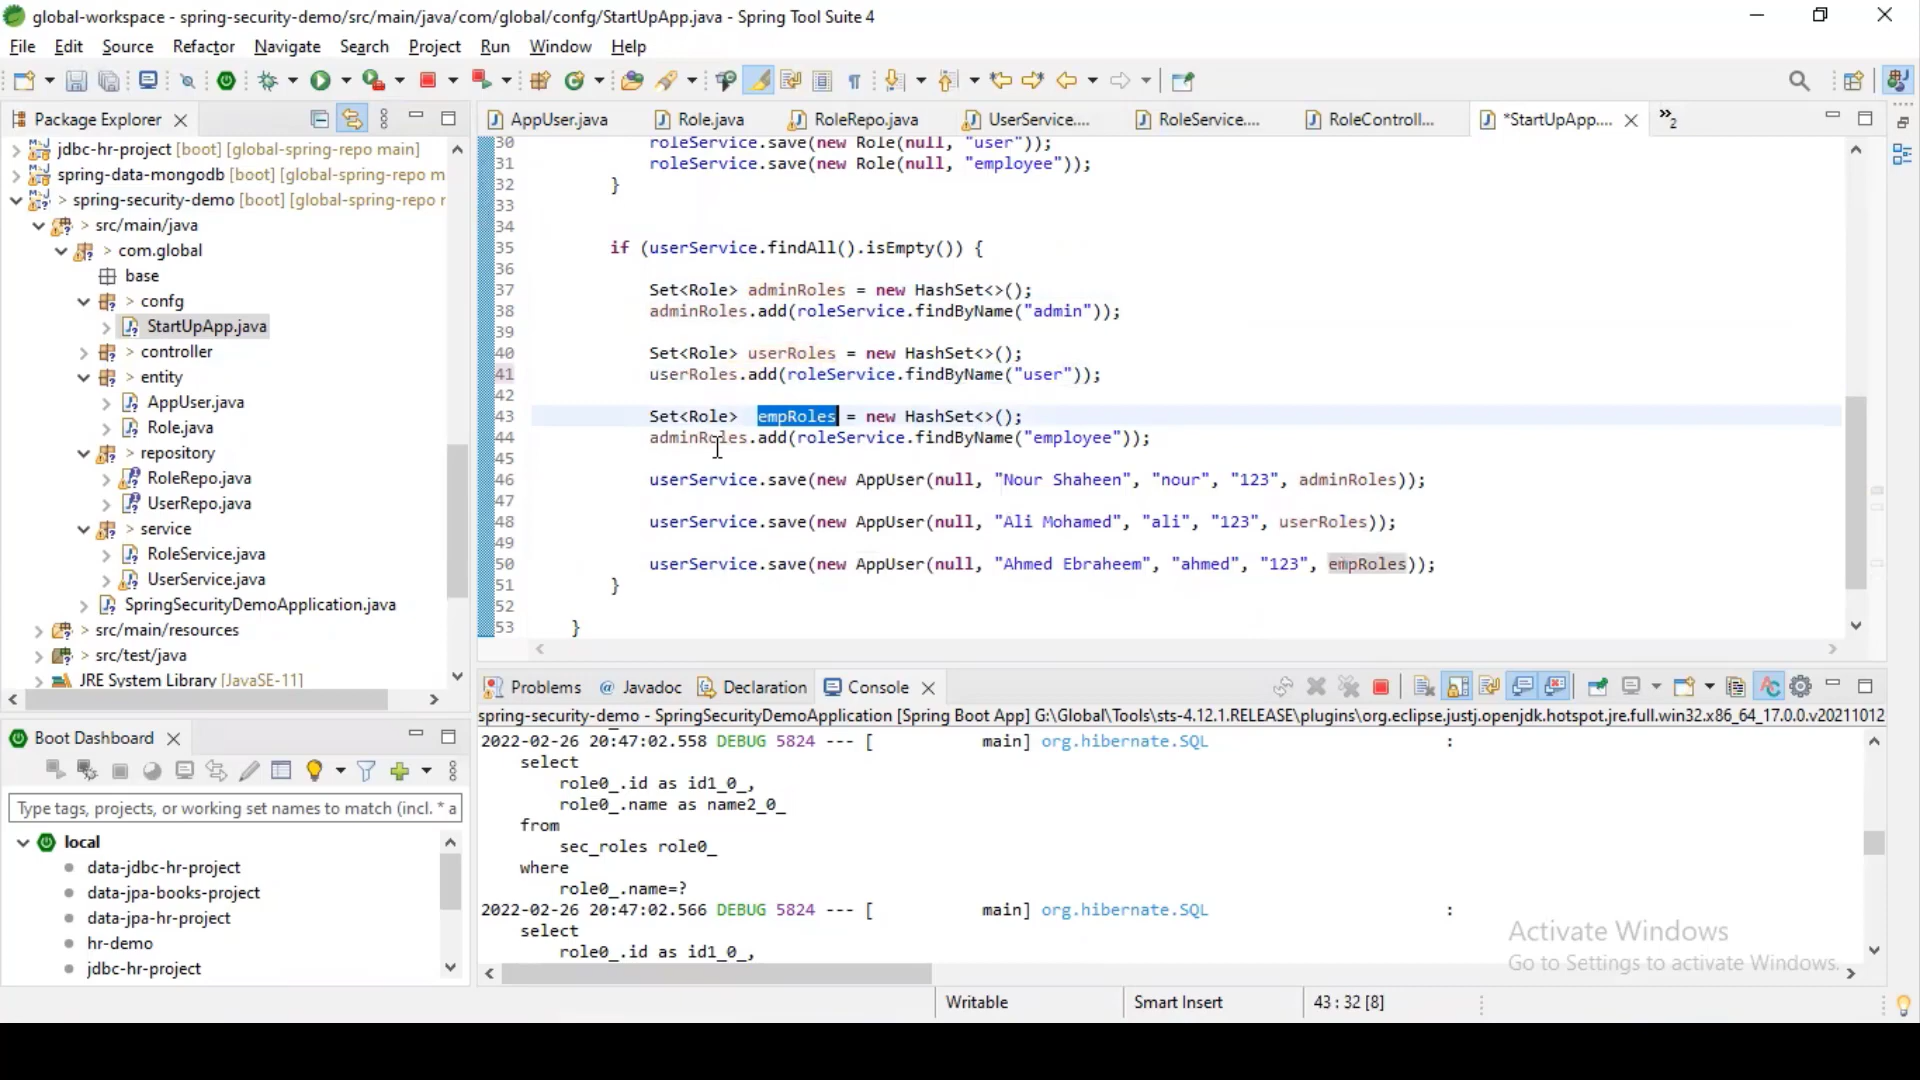 global-workspace - spring-security-demo/src/main/java/com/global/confg/StartUpApp.java - Spring Tool Suite 4
File Edit Source Refactor Navigate Search Project Run Window Help
Package Explorer
jdbc-hr-project [boot] [global-spring-repo main]
spring-data-mongodb [boot] [global-spring-repo m
> spring-security-demo [boot] [global-spring-repo r
> src/main/java
> com.global
base
> confg
StartUpApp.java
> controller
> entity
AppUser.java
Role.java
> repository
RoleRepo.java
UserRepo.java
> service
RoleService.java
UserService.java
SpringSecurityDemoApplication.java
> src/main/resources
> src/test/java
JRE System Library [JavaSE-11]
Boot Dashboard
Type tags, projects, or working set names to match (incl. * a
local
data-jdbc-hr-project
data-jpa-books-project
data-jpa-hr-project
hr-demo
jdbc-hr-project
AppUser.java Role.java RoleRepo.java UserService.... RoleService.... RoleControll... *StartUpApp.... »2
30 roleService.save(new Role(null, "user"));
31 roleService.save(new Role(null, "employee"));
32 }
33
34
35 if (userService.findAll().isEmpty()) {
36
37 Set<Role> adminRoles = new HashSet<>();
38 adminRoles.add(roleService.findByName("admin"));
39
40 Set<Role> userRoles = new HashSet<>();
41 userRoles.add(roleService.findByName("user"));
42
43 Set<Role> empRoles = new HashSet<>();
44 adminRoles.add(roleService.findByName("employee"));
45
46 userService.save(new AppUser(null, "Nour Shaheen", "nour", "123", adminRoles));
47
48 userService.save(new AppUser(null, "Ali Mohamed", "ali", "123", userRoles));
49
50 userService.save(new AppUser(null, "Ahmed Ebraheem", "ahmed", "123", empRoles));
51 }
52
53 }
Problems Javadoc Declaration Console
spring-security-demo - SpringSecurityDemoApplication [Spring Boot App] G:\Global\Tools\sts-4.12.1.RELEASE\plugins\org.eclipse.justj.openjdk.hotspot.jre.full.win32.x86_64_17.0.0.v20211012
2022-02-26 20:47:02.558 DEBUG 5824 --- [ main] org.hibernate.SQL :
select
role0_.id as id1_0_,
role0_.name as name2_0_
from
sec_roles role0_
where
role0_.name=?
2022-02-26 20:47:02.566 DEBUG 5824 --- [ main] org.hibernate.SQL :
select
role0_.id as id1_0_,
Activate Windows
Go to Settings to activate Windows.
Writable Smart Insert 43 : 32 [8]